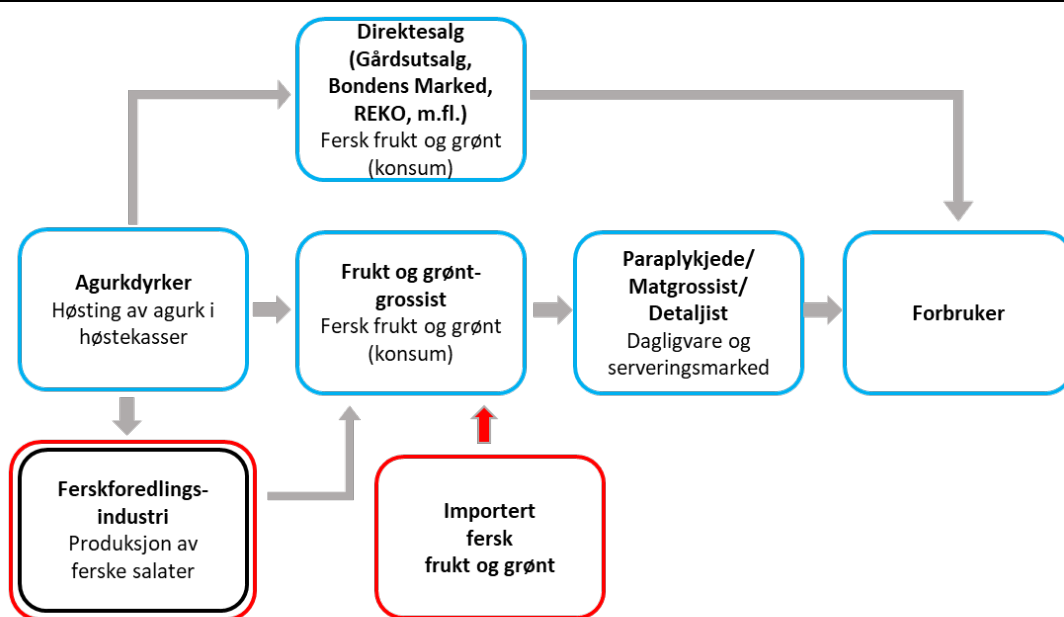 Direktesalg
(Gårdsutsalg,
Bondens Marked,
REKO, m.fl.)
Fersk frukt og grønt
(konsum)
Agurkdyrker
Høsting av agurk i
høstekasser
Frukt og grønt-
grossist
Fersk frukt og grønt
(konsum)
Paraplykjede/
Matgrossist/
Detaljist
Dagligvare og
serveringsmarked
Forbruker
Ferskforedlings-
industri
Produksjon av
ferske salater
Importert
fersk
frukt og grønt